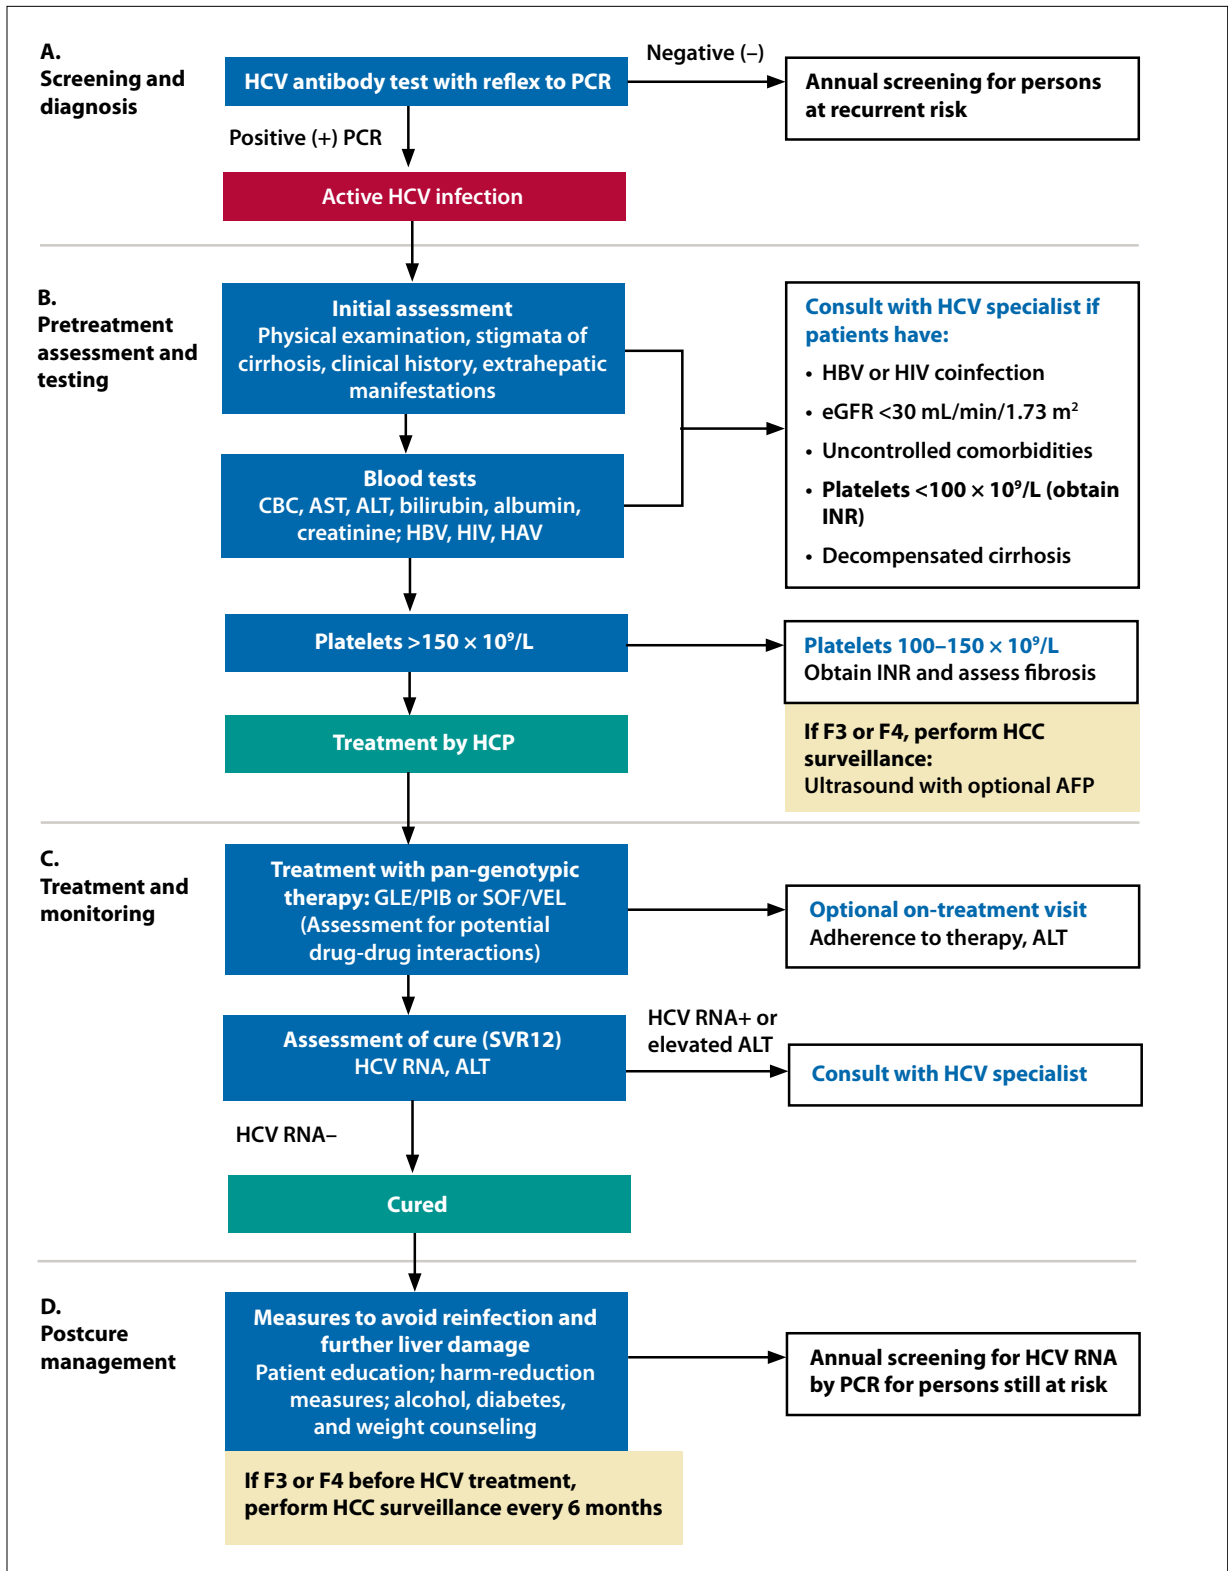 A.
Screening and
diagnosis
HCV antibody test with reflex to PCR
Negative (–)
Annual screening for persons
at recurrent risk
Positive (+) PCR
Active HCV infection
B.
Pretreatment
assessment and
testing
Initial assessment
Physical examination, stigmata of
cirrhosis, clinical history, extrahepatic
manifestations
Consult with HCV specialist if
patients have:
• HBV or HIV coinfection
• eGFR <30 mL/min/1.73 m²
• Uncontrolled comorbidities
• Platelets <100 × 10⁹/L (obtain
INR)
• Decompensated cirrhosis
Blood tests
CBC, AST, ALT, bilirubin, albumin,
creatinine; HBV, HIV, HAV
Platelets >150 × 10⁹/L
Platelets 100–150 × 10⁹/L
Obtain INR and assess fibrosis
If F3 or F4, perform HCC
surveillance:
Ultrasound with optional AFP
Treatment by HCP
C.
Treatment and
monitoring
Treatment with pan-genotypic
therapy: GLE/PIB or SOF/VEL
(Assessment for potential
drug-drug interactions)
Optional on-treatment visit
Adherence to therapy, ALT
Assessment of cure (SVR12)
HCV RNA, ALT
HCV RNA+ or
elevated ALT
Consult with HCV specialist
HCV RNA–
Cured
D.
Postcure
management
Measures to avoid reinfection and
further liver damage
Patient education; harm-reduction
measures; alcohol, diabetes,
and weight counseling
Annual screening for HCV RNA
by PCR for persons still at risk
If F3 or F4 before HCV treatment,
perform HCC surveillance every 6 months